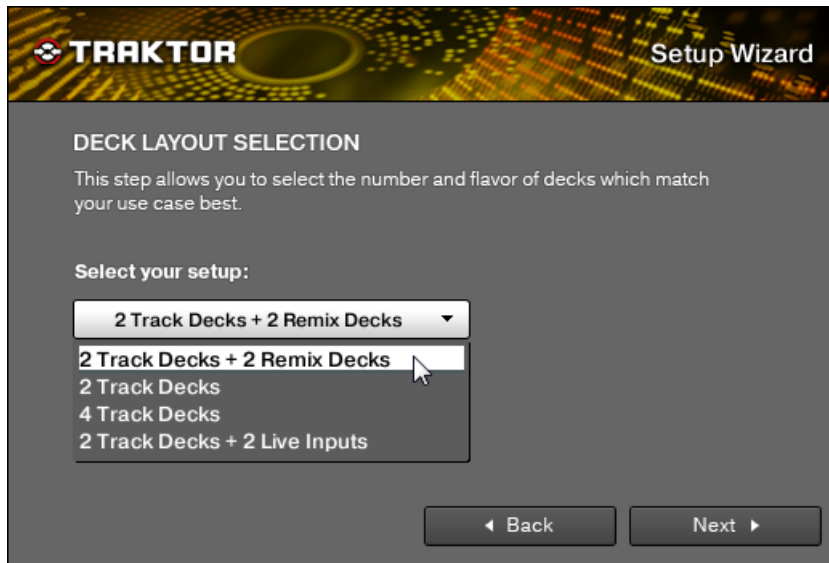 TRAKTOR
Setup Wizard
DECK LAYOUT SELECTION
This step allows you to select the number and flavor of decks which match
your use case best.
Select your setup:
2 Track Decks + 2 Remix Decks
2 Track Decks + 2 Remix Decks
2 Track Decks
4 Track Decks
2 Track Decks + 2 Live Inputs
Back
Next